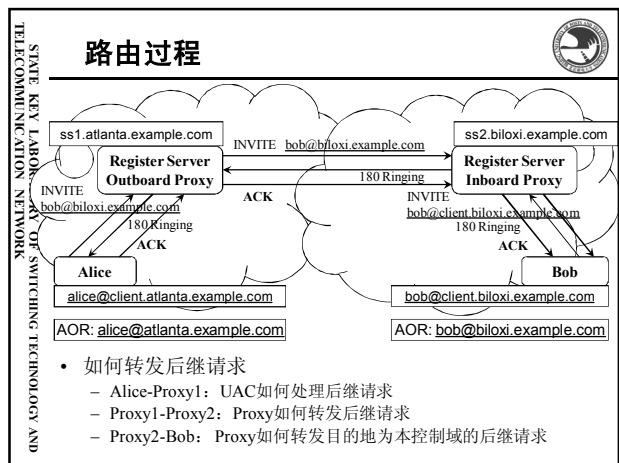 路由过程
STATE KEY LABORATORY OF SWITCHING TECHNOLOGY AND
TELECOMMUNICATION NETWORK
ss1.atlanta.example.com
ss2.biloxi.example.com
INVITE bob@biloxi.example.com
Register Server
Outboard Proxy
Register Server
Inboard Proxy
180 Ringing
ACK
INVITE
bob@biloxi.example.com
180 Ringing
ACK
INVITE
bob@client.biloxi.example.com
180 Ringing
ACK
Alice
Bob
alice@client.atlanta.example.com
bob@client.biloxi.example.com
AOR: alice@atlanta.example.com
AOR: bob@biloxi.example.com
• 如何转发后继请求
– Alice-Proxy1：UAC如何处理后继请求
– Proxy1-Proxy2：Proxy如何转发后继请求
– Proxy2-Bob：Proxy如何转发目的地为本控制域的后继请求